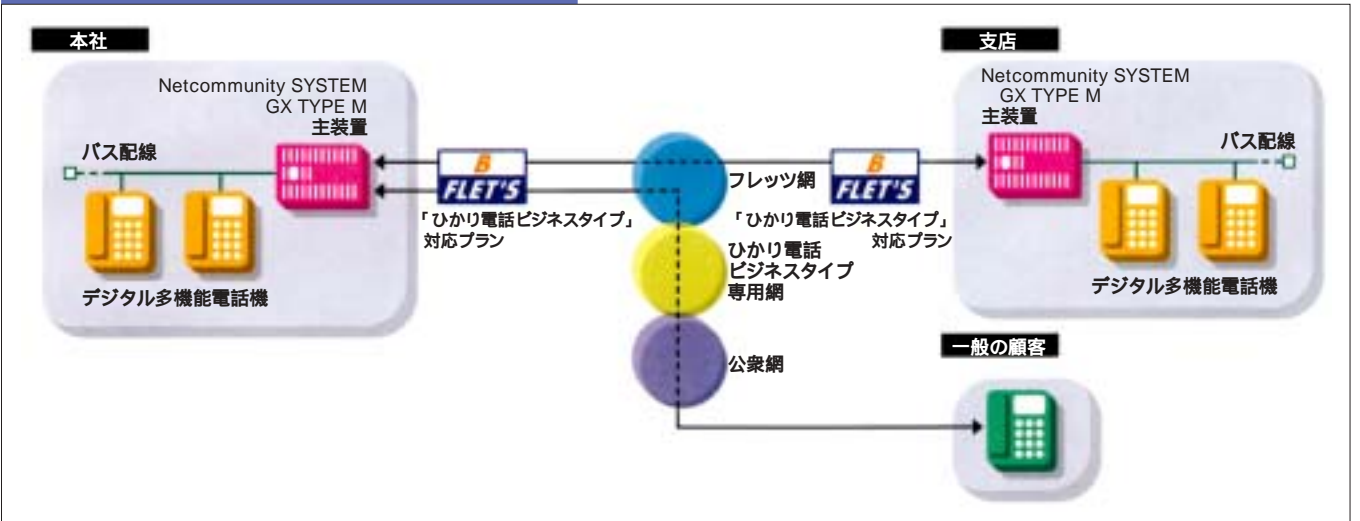 本社
Netcommunity SYSTEM
GX TYPE M
主装置
バス配線
デジタル多機能電話機
B
FLET'S
「ひかり電話ビジネスタイプ」
対応プラン
フレッツ網
ひかり電話
ビジネスタイプ
専用網
公衆網
B
FLET'S
「ひかり電話ビジネスタイプ」
対応プラン
支店
Netcommunity SYSTEM
GX TYPE M
主装置
バス配線
デジタル多機能電話機
一般の顧客